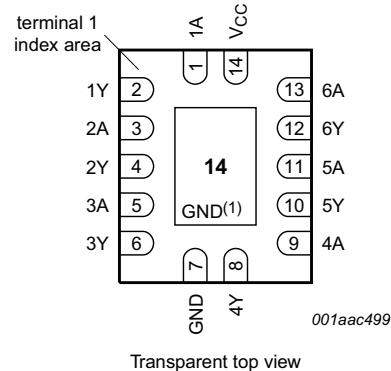 terminal 1
index area
1A
VCC
1
14
1Y 2
13 6A
2A 3
12 6Y
2Y 4
14
11 5A
3A 5
GND(1)
10 5Y
3Y 6
9 4A
7
8
GND
4Y
001aac499
Transparent top view